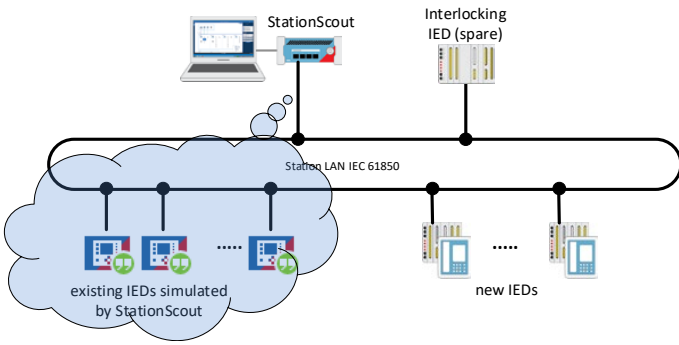 StationScout
Interlocking
IED (spare)
Station LAN IEC 61850
.....
.....
existing IEDs simulated
by StationScout
new IEDs